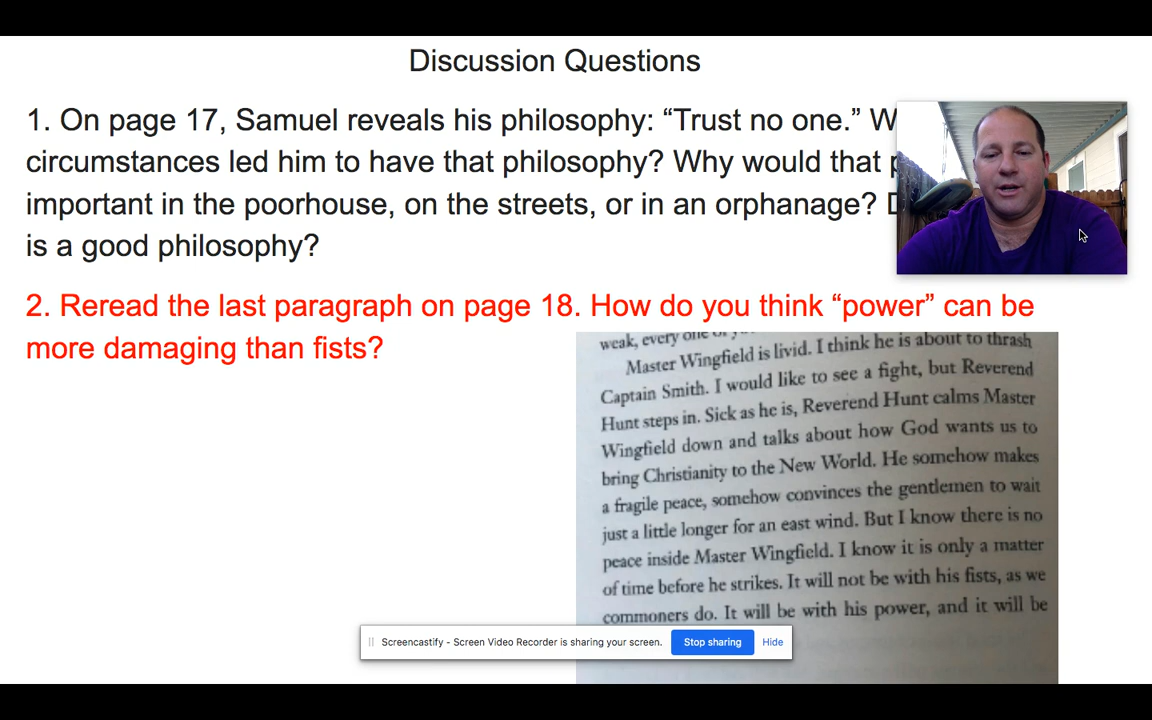 Discussion Questions
1. On page 17, Samuel reveals his philosophy: “Trust no one.”
circumstances led him to have that philosophy? Why would that
important in the poorhouse, on the streets, or in an orphanage?
is a good philosophy?
2. Reread the last paragraph on page 18. How do you think “power” can be
more damaging than fists?
weak, every one of
Master Wingfield is livid. I think he is about to thrash
Captain Smith. I would like to see a fight, but Reverend
Hunt steps in. Sick as he is, Reverend Hunt calms Master
Wingfield down and talks about how God wants us to
bring Christianity to the New World. He somehow makes
a fragile peace, somehow convinces the gentlemen to wait
just a little longer for an east wind. But I know there is no
peace inside Master Wingfield. I know it is only a matter
of time before he strikes. It will not be with his fists, as we
commoners do. It will be with his power, and it will be
Screencastify - Screen Video Recorder is sharing your screen. Stop sharing Hide